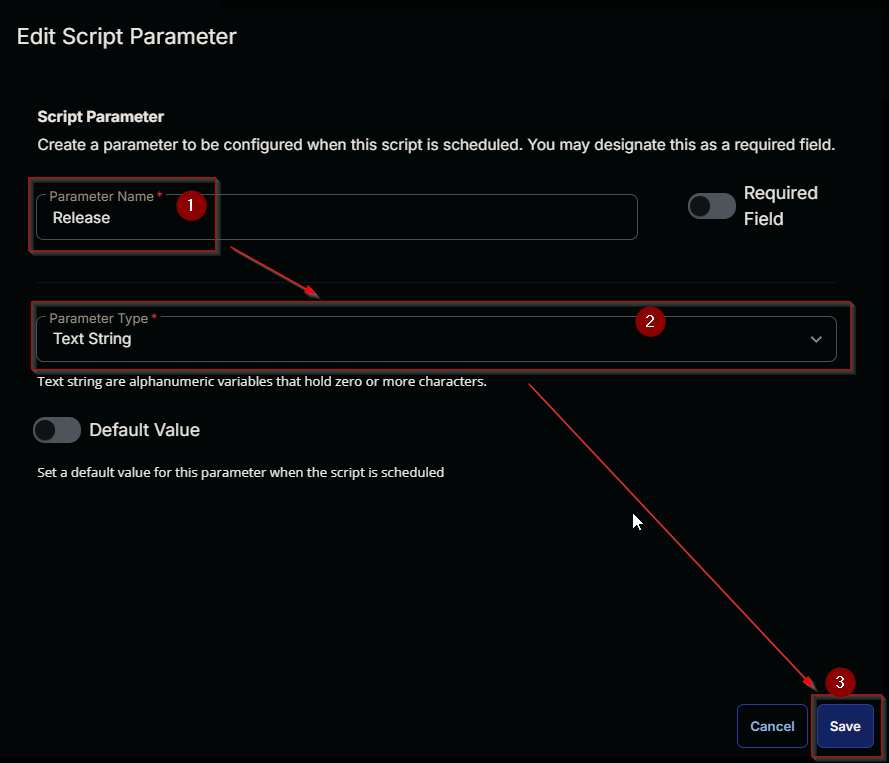 Edit Script Parameter
Script Parameter
Create a parameter to be configured when this script is scheduled. You may designate this as a required field.
Parameter Name *
1
Release
Required
Field
Parameter Type *
2
Text String
Text string are alphanumeric variables that hold zero or more characters.
Default Value
Set a default value for this parameter when the script is scheduled
3
Cancel
Save